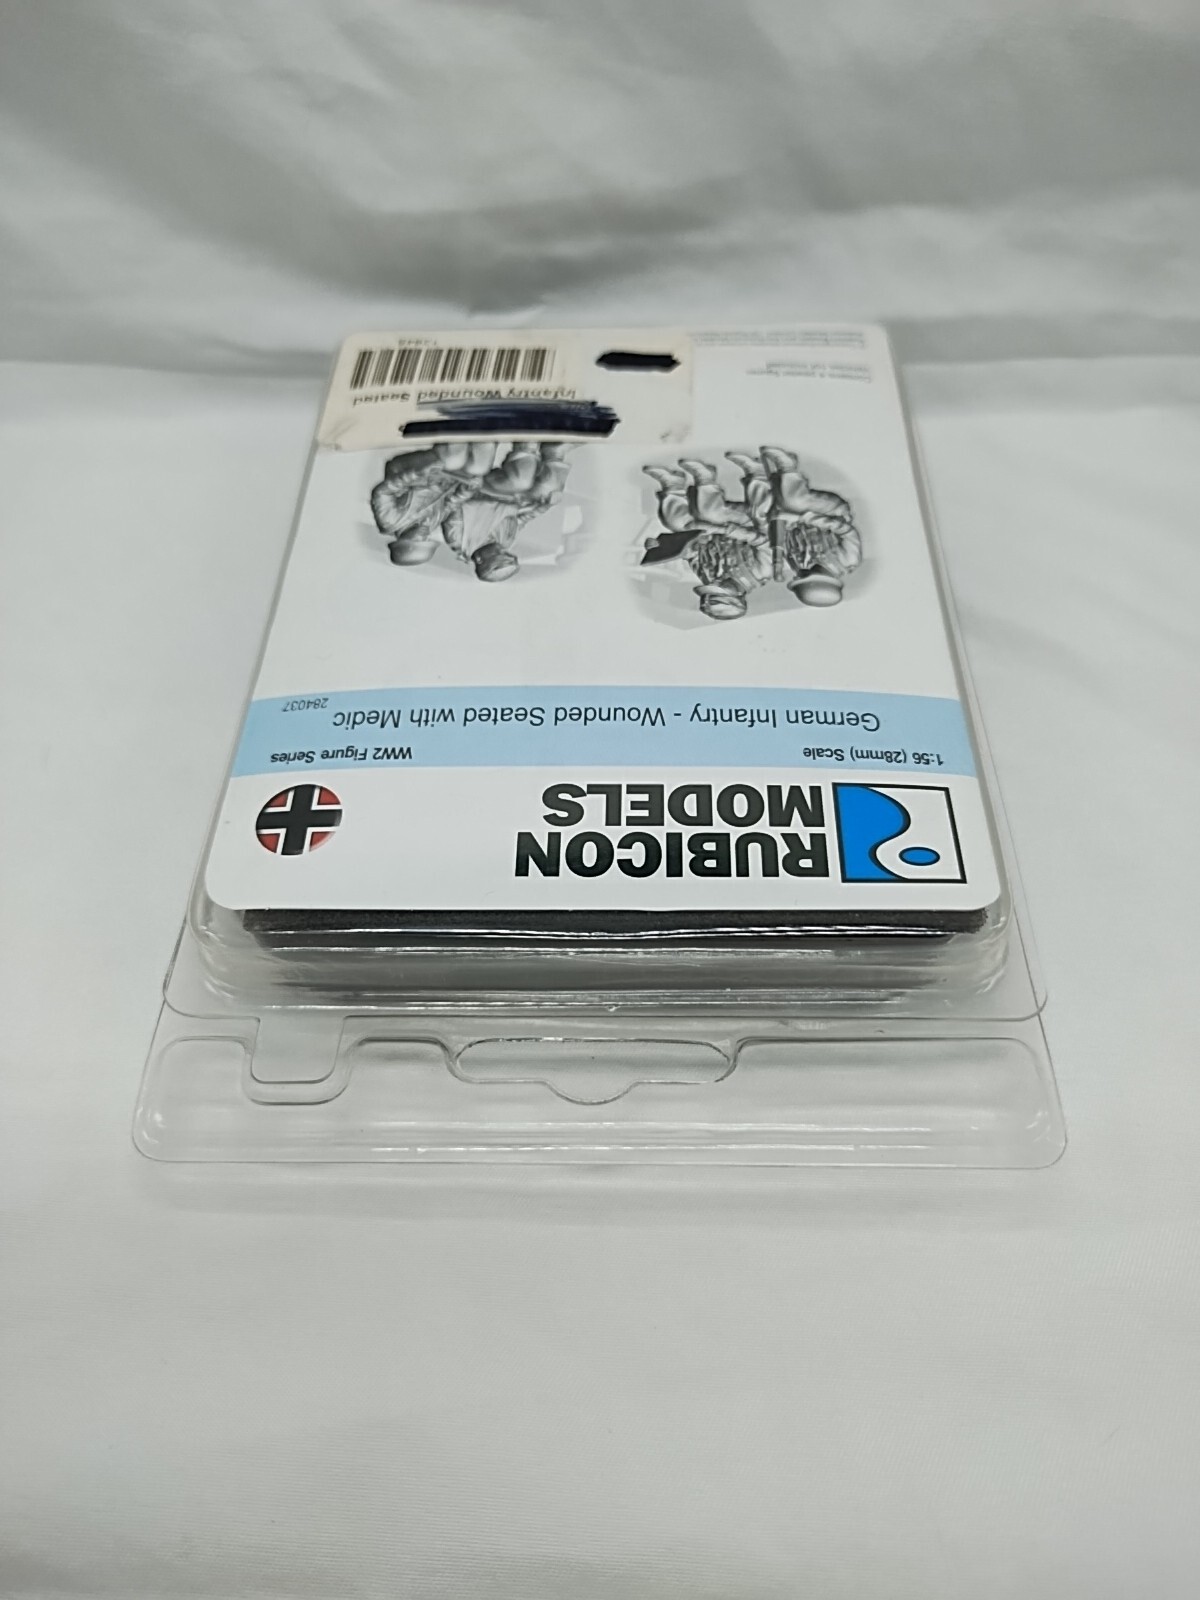 RUBICON
MODELS
1:56 (28mm) Scale
WW2 Figure Series
German Infantry - Wounded Seated with Medic
284037
Infantry Wounded Seated